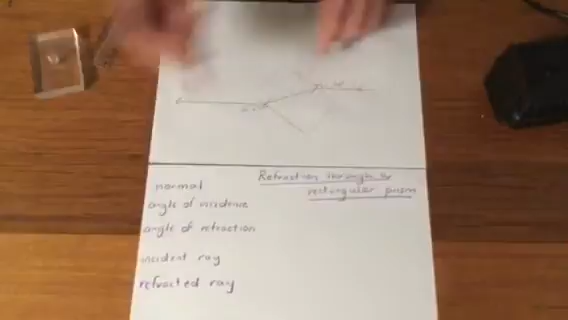 Refraction through a
rectangular prism
normal
angle of incidence
angle of refraction
incident ray
refracted ray